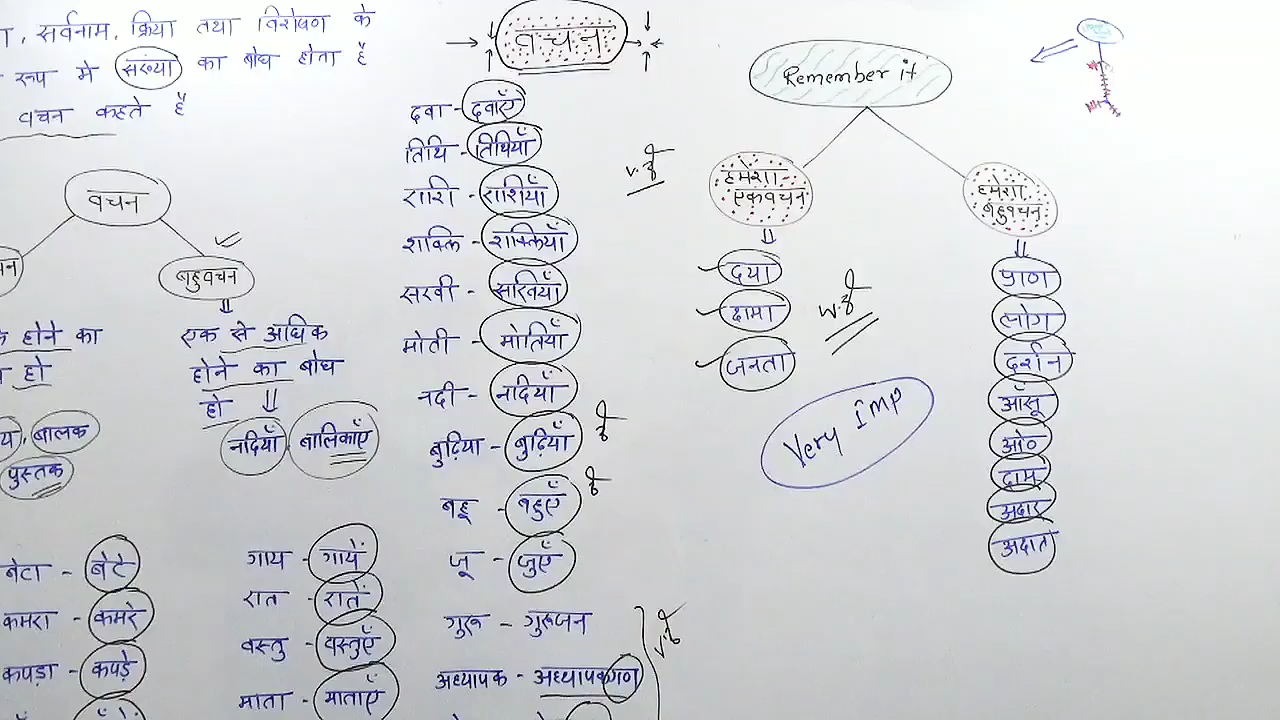 सर्वनाम, क्रिया तथा विशेषण के
रूप मे संख्या का बोध होता है
वचन कहते है
वचन
बहुवचन
होने का
हो
बालक
पुस्तक
एक से अधिक
होने का बोध
हो
नदियाँ, बालिकाएँ
बेटा - बेटे
कमरा - कमरे
कपड़ा - कपड़े
गाय - गायें
रात - रातें
वस्तु - वस्तुएँ
माता - माताएँ
वचन
दवा - दवाएँ
तिथि - तिथियाँ
राशि - राशियाँ
शक्ति - शक्तियाँ
सखी - सखियाँ
मोती - मोतियाँ
नदी - नदियाँ
बुढ़िया - बुढ़ियाँ
बहू - बहुएँ
जू - जुएँ
गुरू - गुरूजन
अध्यापक - अध्यापकगण
Remember it
हमेशा
एकवचन
दया
क्षमा
जनता
Very Imp
हमेशा
बहुवचन
प्राण
लोग
दर्शन
आँसू
ओठ
दाम
अक्षर
अक्षत